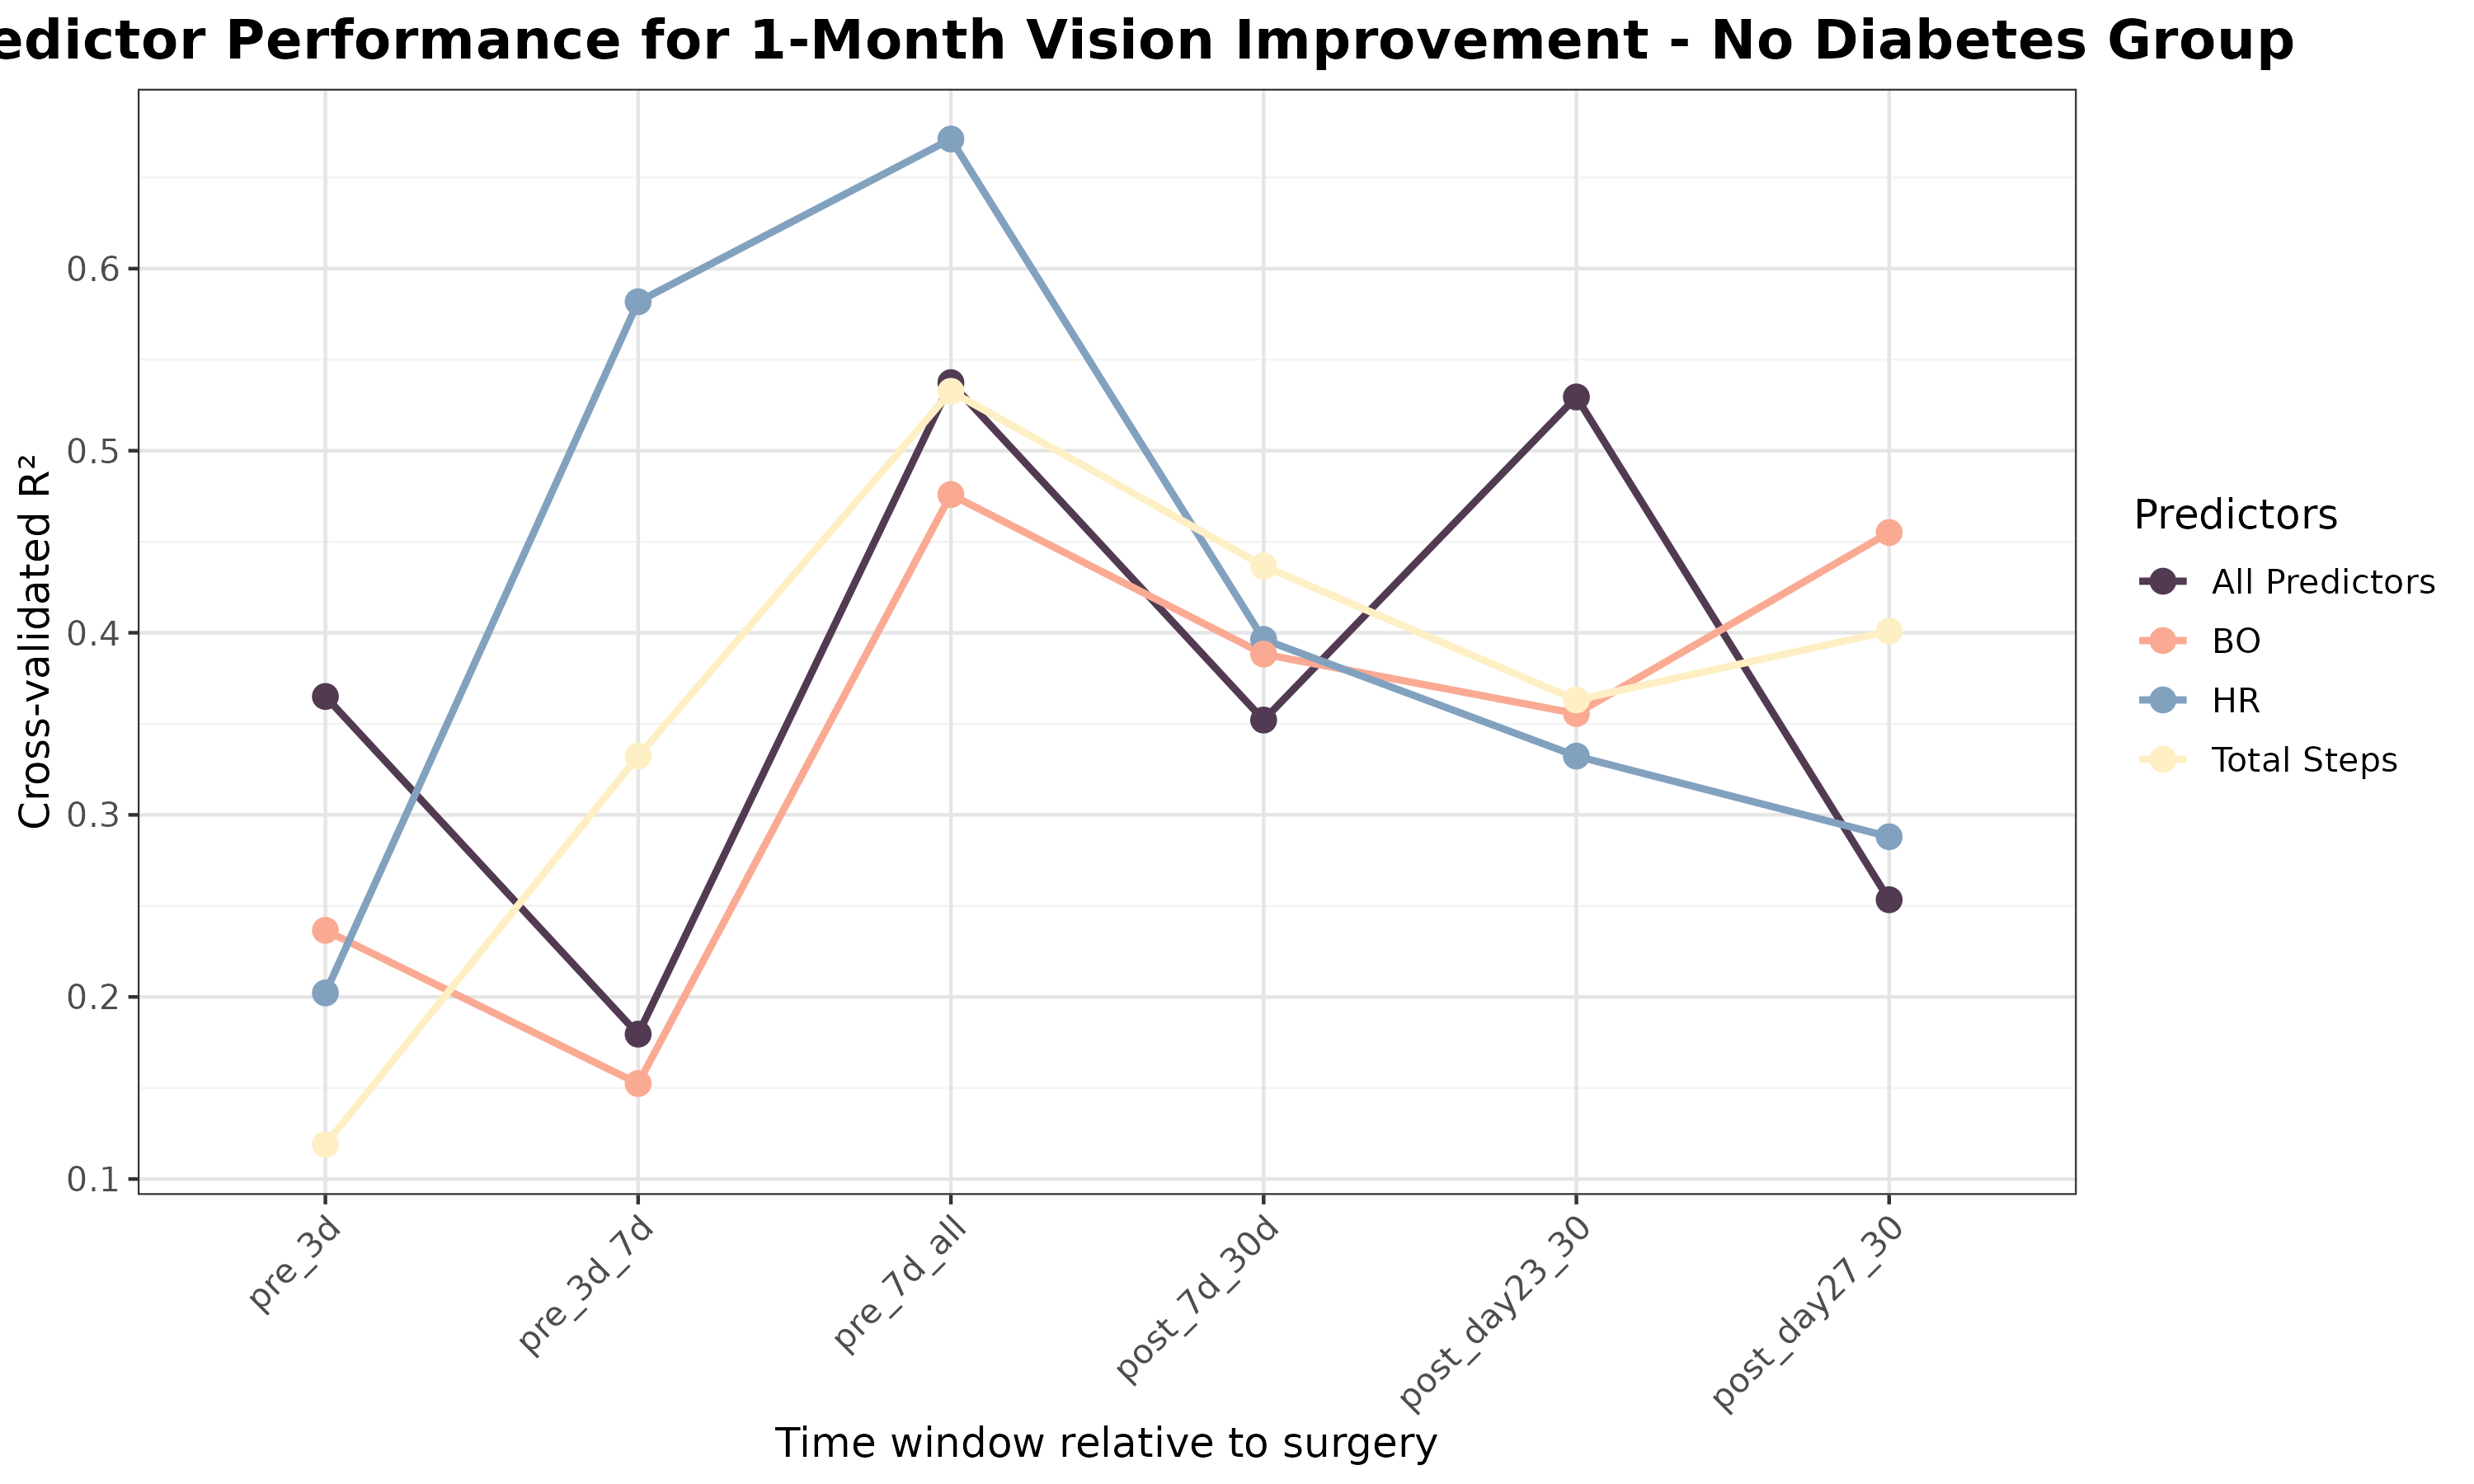 edictor Performance for 1-Month Vision Improvement - No Diabetes Group
Cross-validated R²
0.6
0.5
0.4
0.3
0.2
0.1
pre_3d
pre_3d_7d
pre_7d_all
post_7d_30d
post_day23_30
post_day27_30
Time window relative to surgery
Predictors
All Predictors
BO
HR
Total Steps